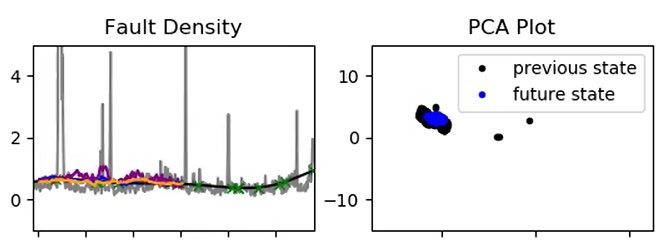 Fault Density
PCA Plot
4
2
0
10
0
−10
previous state
future state